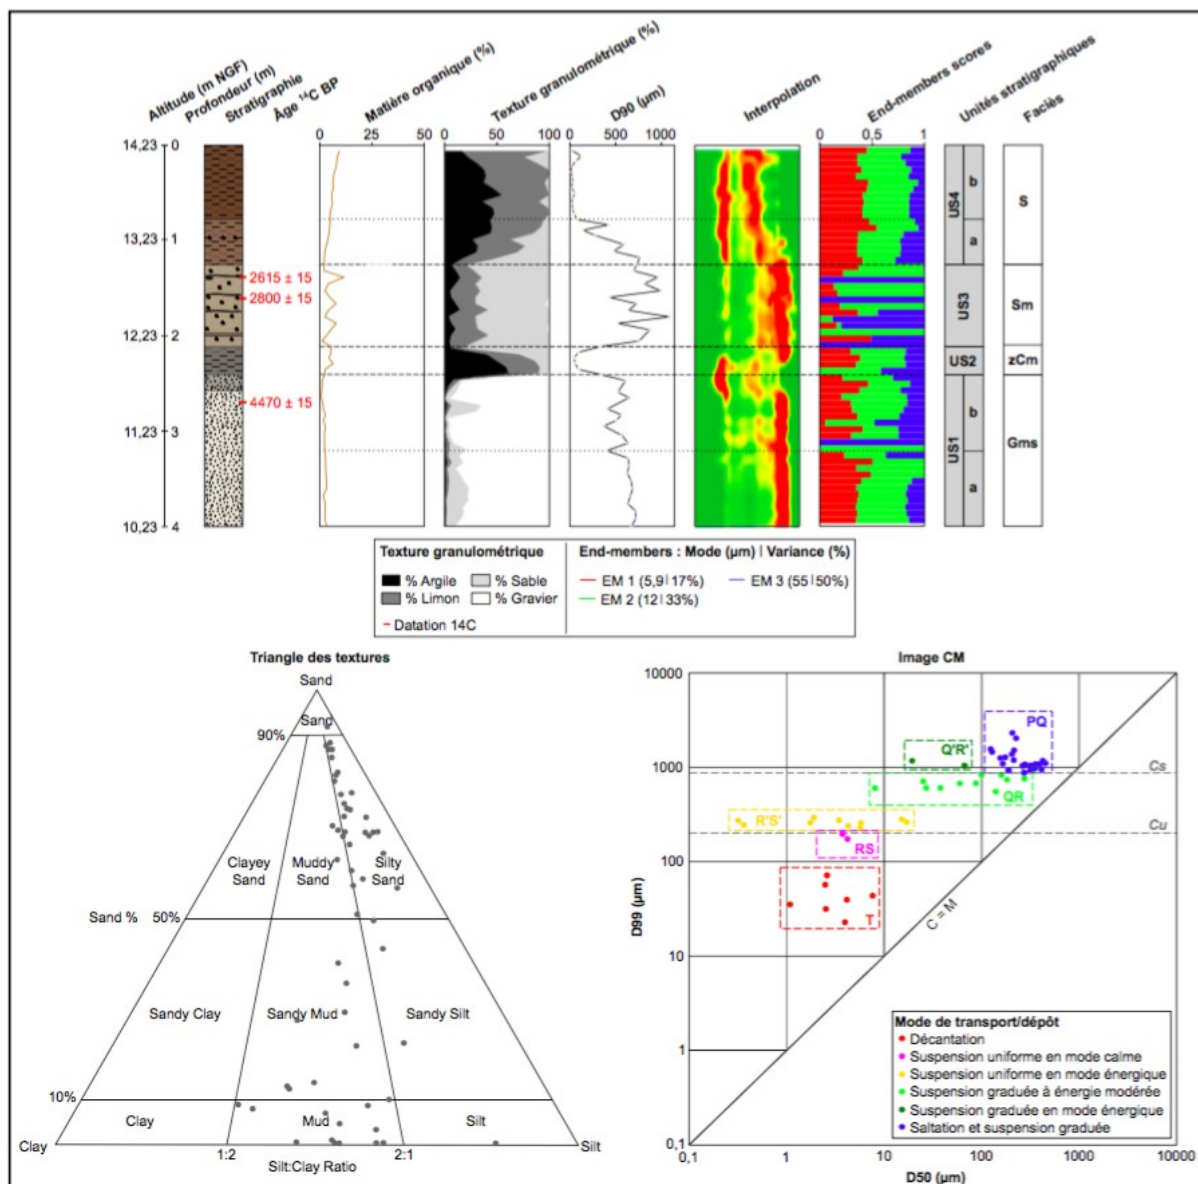 Altitude (m NGF)
Profondeur (m)
Stratigraphie
Âge ¹⁴C BP
Matière organique (%)
Texture granulométrique (%)
D90 (µm)
Interpolation
End-members scores
Unités stratigraphiques
Faciès
0 25 50 0 50 100 0 500 1000 0 0,5 1
14,23 0
13,23 1
12,23 2
11,23 3
10,23 4
2615 ± 15
2800 ± 15
4470 ± 15
US4 b a S
US3 Sm
US2 zCm
US1 b a Gms
Texture granulométrique
% Argile % Sable
% Limon % Gravier
Datation 14C
End-members : Mode (µm) | Variance (%)
EM 1 (5,9 | 17%) EM 3 (55 | 50%)
EM 2 (12 | 33%)
Triangle des textures
Sand
Sand
90%
Clayey Sand
Muddy Sand
Silty Sand
Sand % 50%
Sandy Clay Sandy Mud Sandy Silt
10%
Clay Mud Silt
Clay 1:2 2:1 Silt
Silt:Clay Ratio
Image CM
10000
1000
100
10
1
0,1
D99 (µm)
PQ
Q'R'
Cs
QR
R'S'
Cu
RS
T
C = M
Mode de transport/dépôt
Décantation
Suspension uniforme en mode calme
Suspension uniforme en mode énergique
Suspension graduée à énergie modérée
Suspension graduée en mode énergique
Saltation et suspension graduée
0,1 1 10 100 1000 10000
D50 (µm)